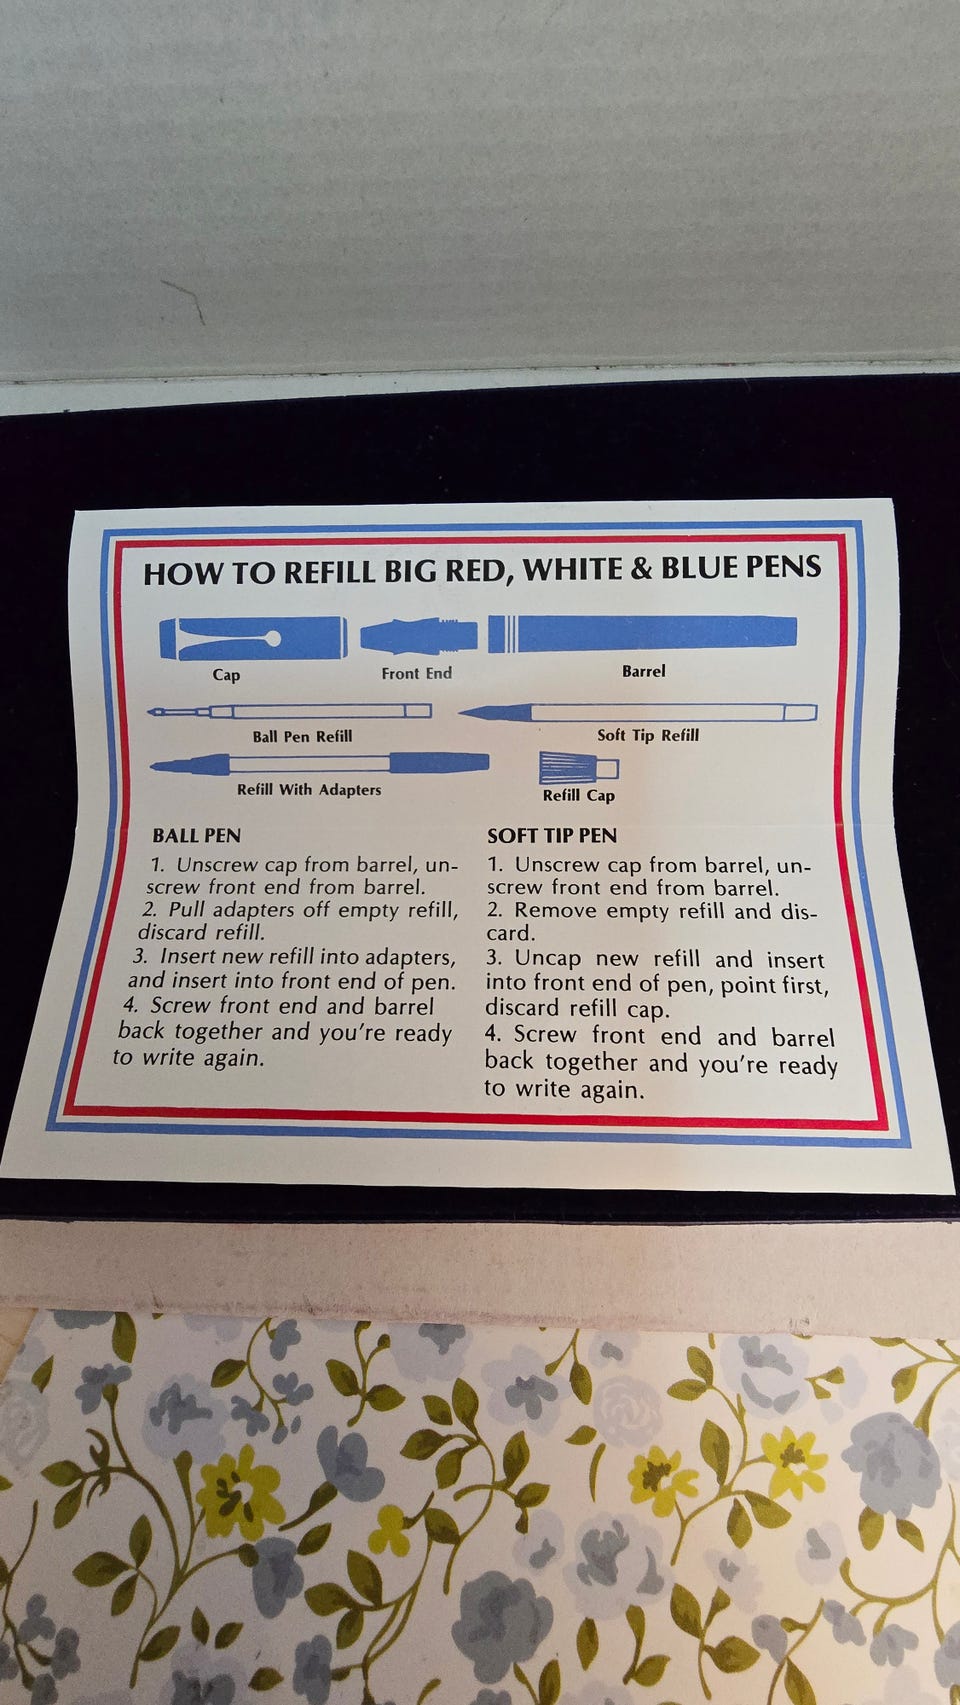 HOW TO REFILL BIG RED, WHITE & BLUE PENS
Cap
Front End
Barrel
Ball Pen Refill
Soft Tip Refill
Refill With Adapters
Refill Cap
BALL PEN
1. Unscrew cap from barrel, un-
screw front end from barrel.
2. Pull adapters off empty refill,
discard refill.
3. Insert new refill into adapters,
and insert into front end of pen.
4. Screw front end and barrel
back together and you're ready
to write again.
SOFT TIP PEN
1. Unscrew cap from barrel, un-
screw front end from barrel.
2. Remove empty refill and dis-
card.
3. Uncap new refill and insert
into front end of pen, point first,
discard refill cap.
4. Screw front end and barrel
back together and you're ready
to write again.